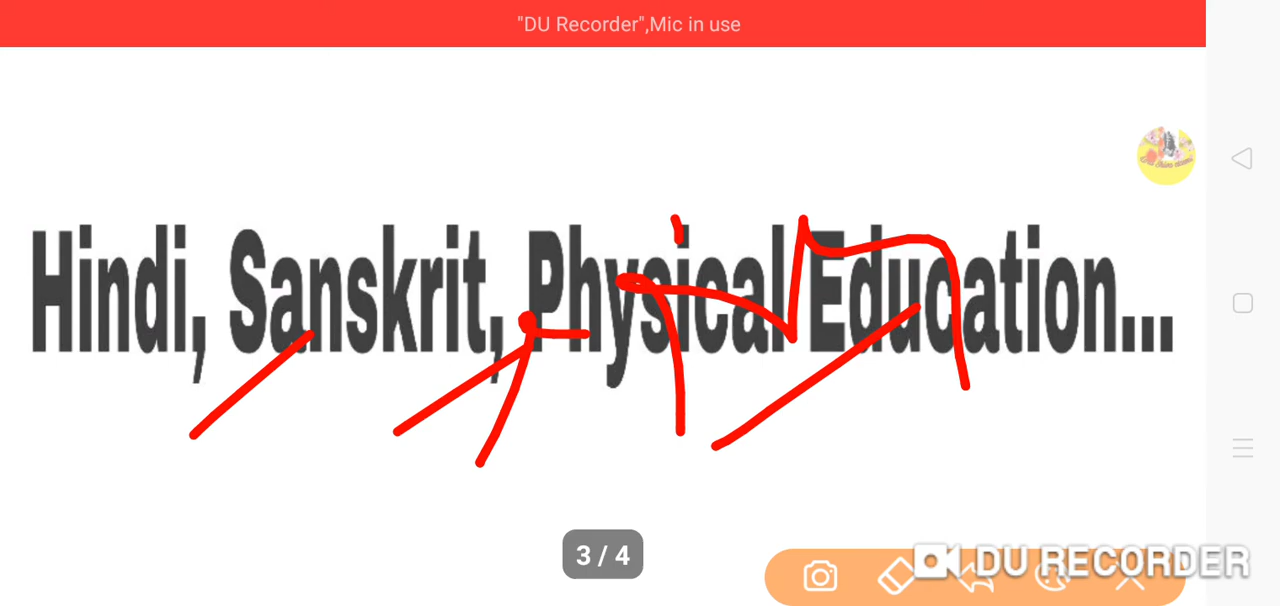 "DU Recorder",Mic in use
Hindi, Sanskrit, Physical Education...
3 / 4
DU RECORDER